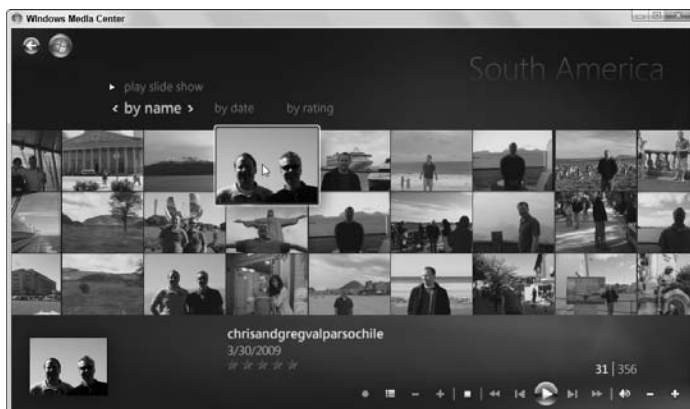 Windows Media Center
South America
play slide show
by name
by date
by rating
chrisandgregvalparsochile
3/30/2009
31 | 356